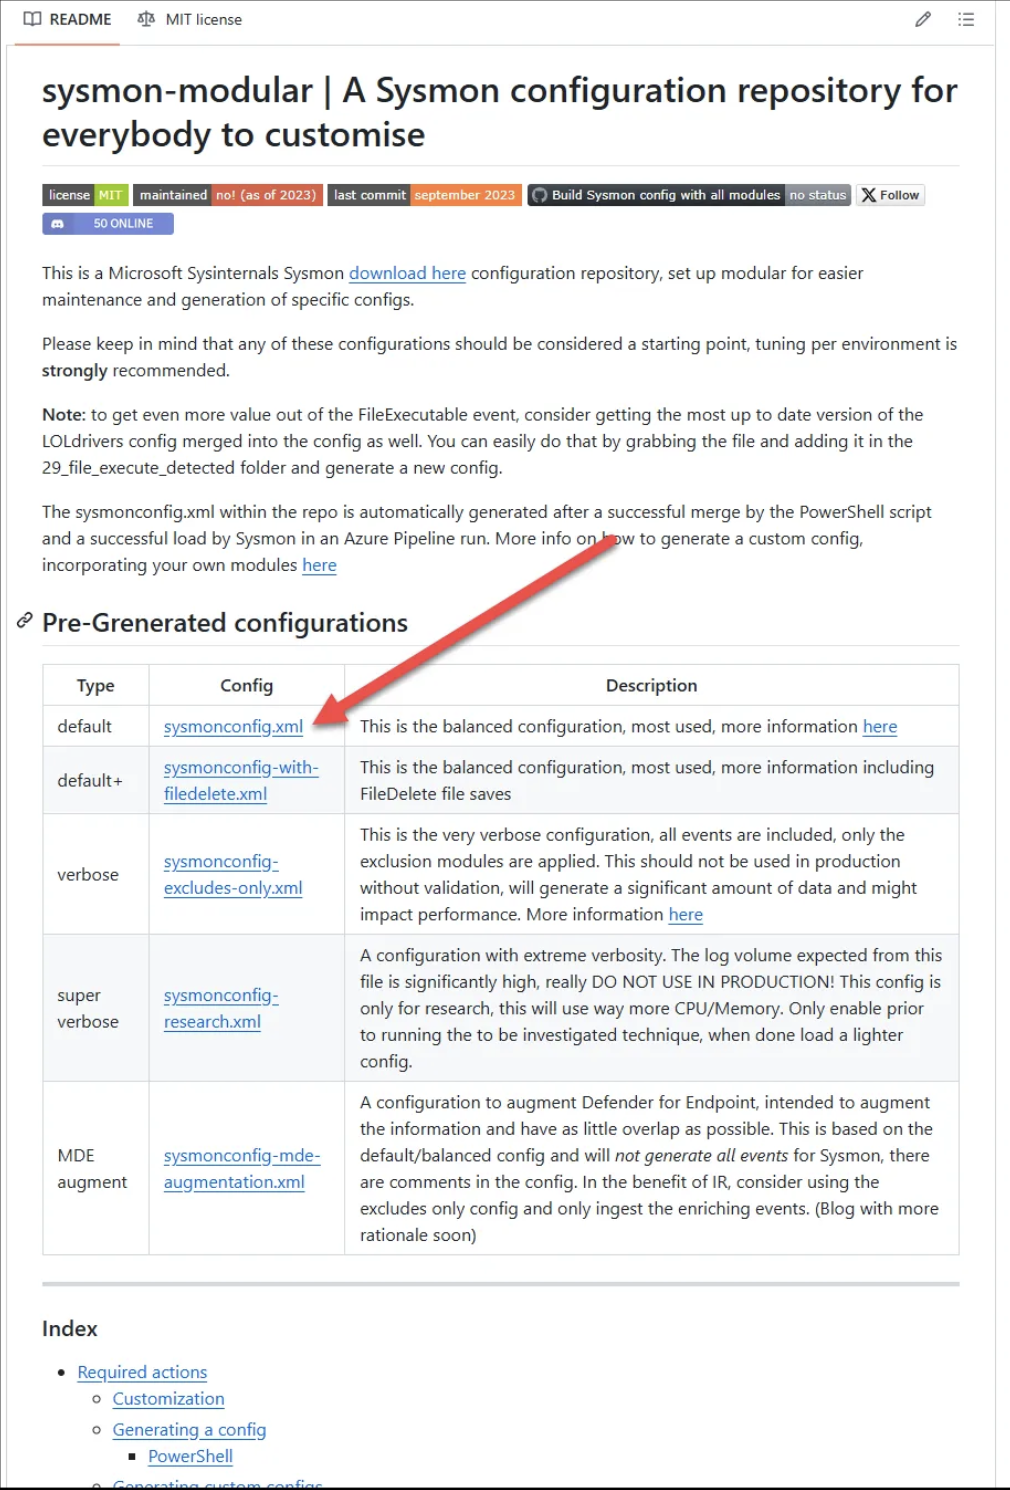 README MIT license
sysmon-modular | A Sysmon configuration repository for
everybody to customise
license MIT maintained no! (as of 2023) last commit september 2023 Build Sysmon config with all modules no status X Follow
50 ONLINE
This is a Microsoft Sysinternals Sysmon download here configuration repository, set up modular for easier
maintenance and generation of specific configs.
Please keep in mind that any of these configurations should be considered a starting point, tuning per environment is
strongly recommended.
Note: to get even more value out of the FileExecutable event, consider getting the most up to date version of the
LOLdrivers config merged into the config as well. You can easily do that by grabbing the file and adding it in the
29_file_execute_detected folder and generate a new config.
The sysmonconfig.xml within the repo is automatically generated after a successful merge by the PowerShell script
and a successful load by Sysmon in an Azure Pipeline run. More info on how to generate a custom config,
incorporating your own modules here
Pre-Grenerated configurations
Type Config Description
default sysmonconfig.xml This is the balanced configuration, most used, more information here
default+
sysmonconfig-with-
filedelete.xml
This is the balanced configuration, most used, more information including
FileDelete file saves
verbose
sysmonconfig-
excludes-only.xml
This is the very verbose configuration, all events are included, only the
exclusion modules are applied. This should not be used in production
without validation, will generate a significant amount of data and might
impact performance. More information here
super
verbose
sysmonconfig-
research.xml
A configuration with extreme verbosity. The log volume expected from this
file is significantly high, really DO NOT USE IN PRODUCTION! This config is
only for research, this will use way more CPU/Memory. Only enable prior
to running the to be investigated technique, when done load a lighter
config.
MDE
augment
sysmonconfig-mde-
augmentation.xml
A configuration to augment Defender for Endpoint, intended to augment
the information and have as little overlap as possible. This is based on the
default/balanced config and will not generate all events for Sysmon, there
are comments in the config. In the benefit of IR, consider using the
excludes only config and only ingest the enriching events. (Blog with more
rationale soon)
Index
Required actions
Customization
Generating a config
PowerShell
Generating custom configs